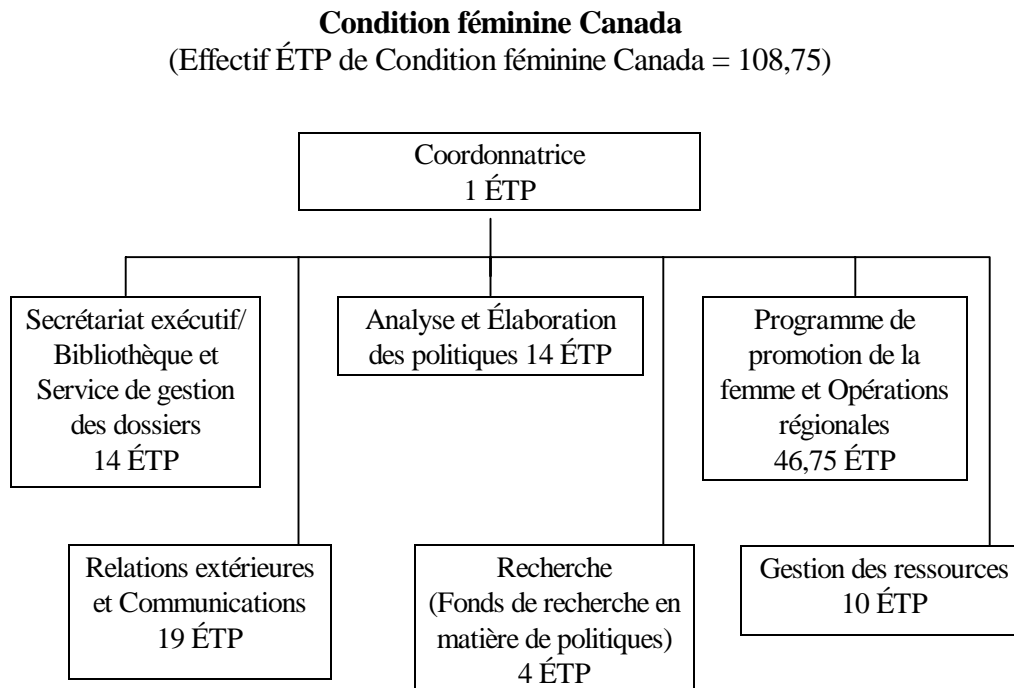 Condition féminine Canada
(Effectif ÉTP de Condition féminine Canada = 108,75)
Coordonnatrice
1 ÉTP
Secrétariat exécutif/
Bibliothèque et
Service de gestion
des dossiers
14 ÉTP
Analyse et Élaboration
des politiques 14 ÉTP
Programme de
promotion de la
femme et Opérations
régionales
46,75 ÉTP
Relations extérieures
et Communications
19 ÉTP
Recherche
(Fonds de recherche en
matière de politiques)
4 ÉTP
Gestion des ressources
10 ÉTP